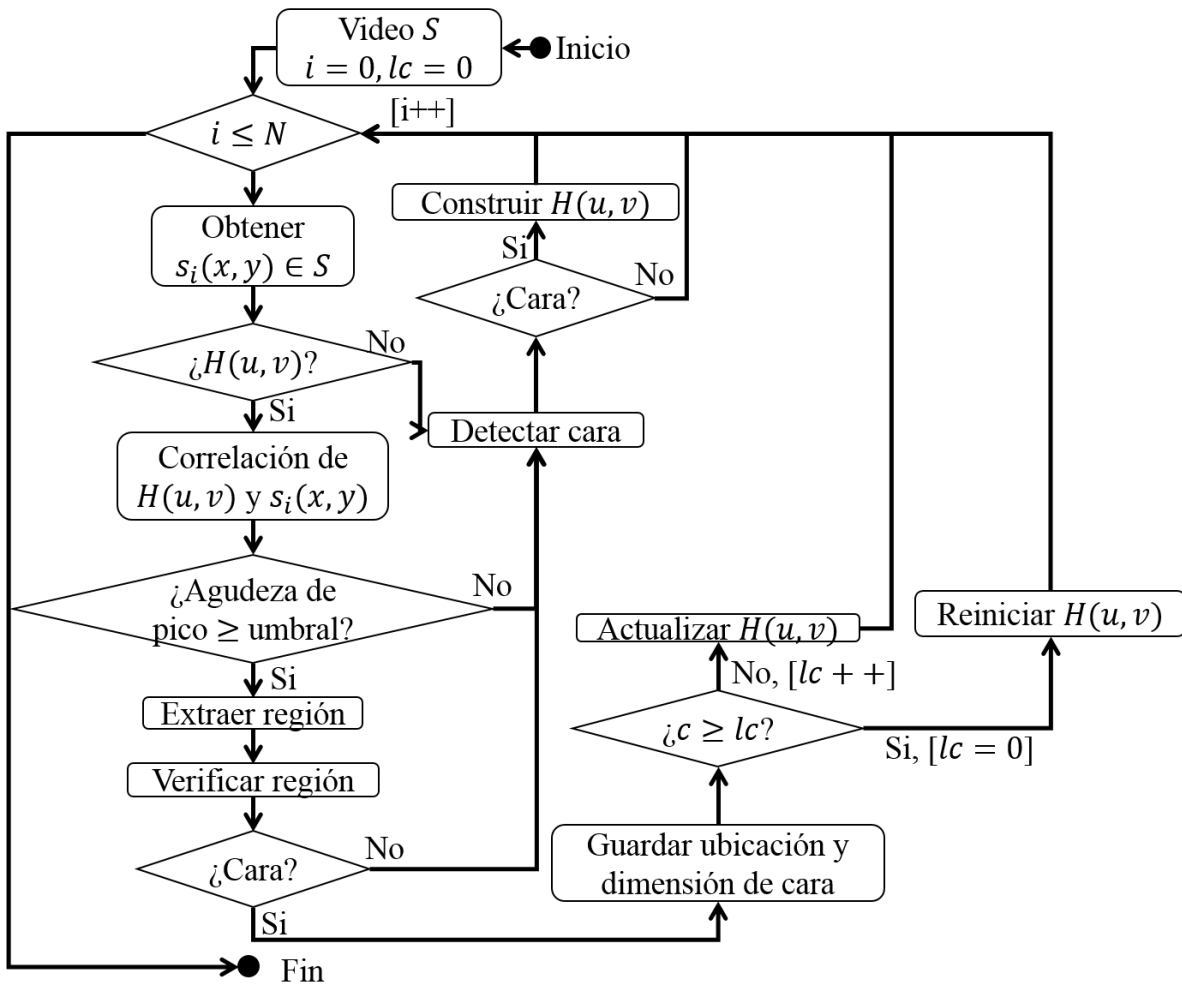 Video S
i = 0, lc = 0
Inicio
[i++]
i ≤ N
Construir H(u, v)
Obtener
s_i(x, y) ∈ S
Si
No
¿Cara?
¿H(u, v)?
No
Si
Detectar cara
Correlación de
H(u, v) y s_i(x, y)
¿Agudeza de
pico ≥ umbral?
No
Si
Extraer región
Verificar región
¿Cara?
No
Si
Guardar ubicación y
dimensión de cara
¿c ≥ lc?
No, [lc + +]
Si, [lc = 0]
Actualizar H(u, v)
Reiniciar H(u, v)
Fin